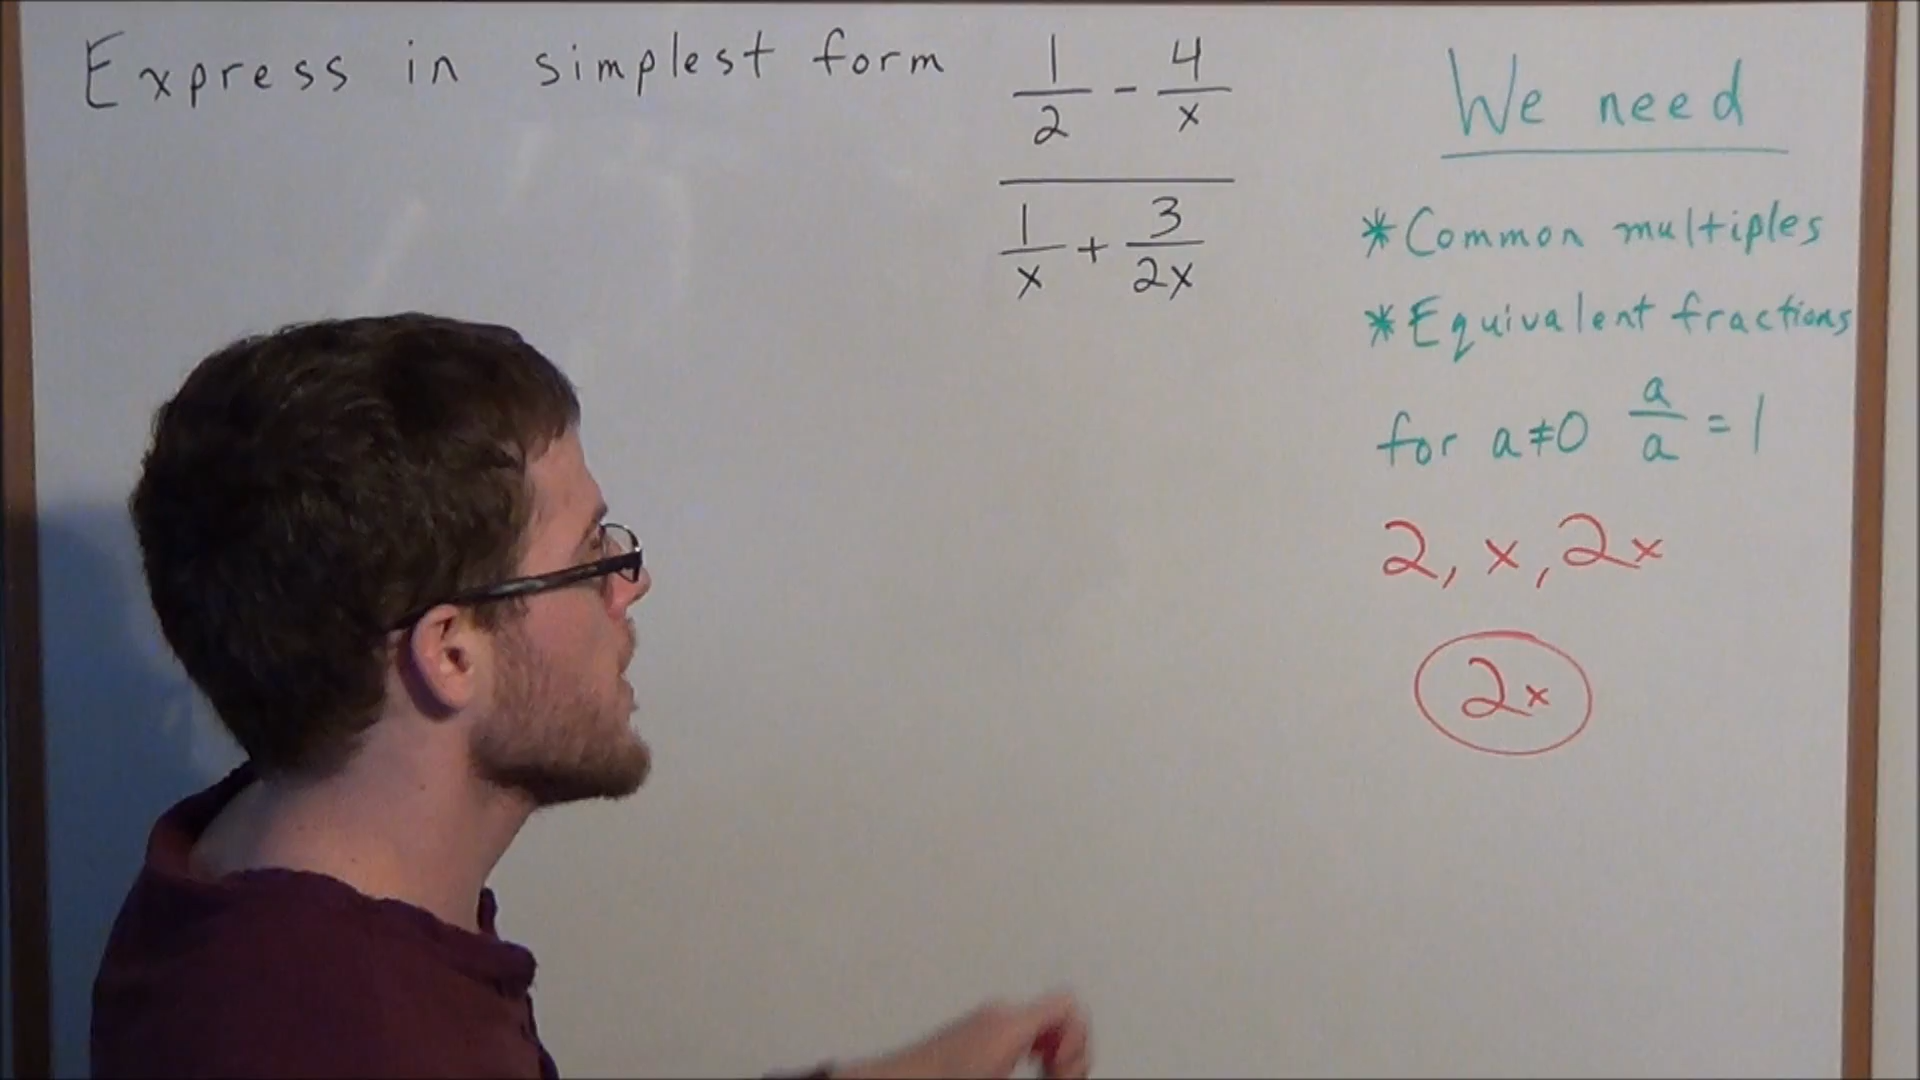 Express in simplest form
1/2 - 4/x
1/x + 3/2x
We need
* Common multiples
* Equivalent fractions
for a≠0 a/a = 1
2, x, 2x
2x